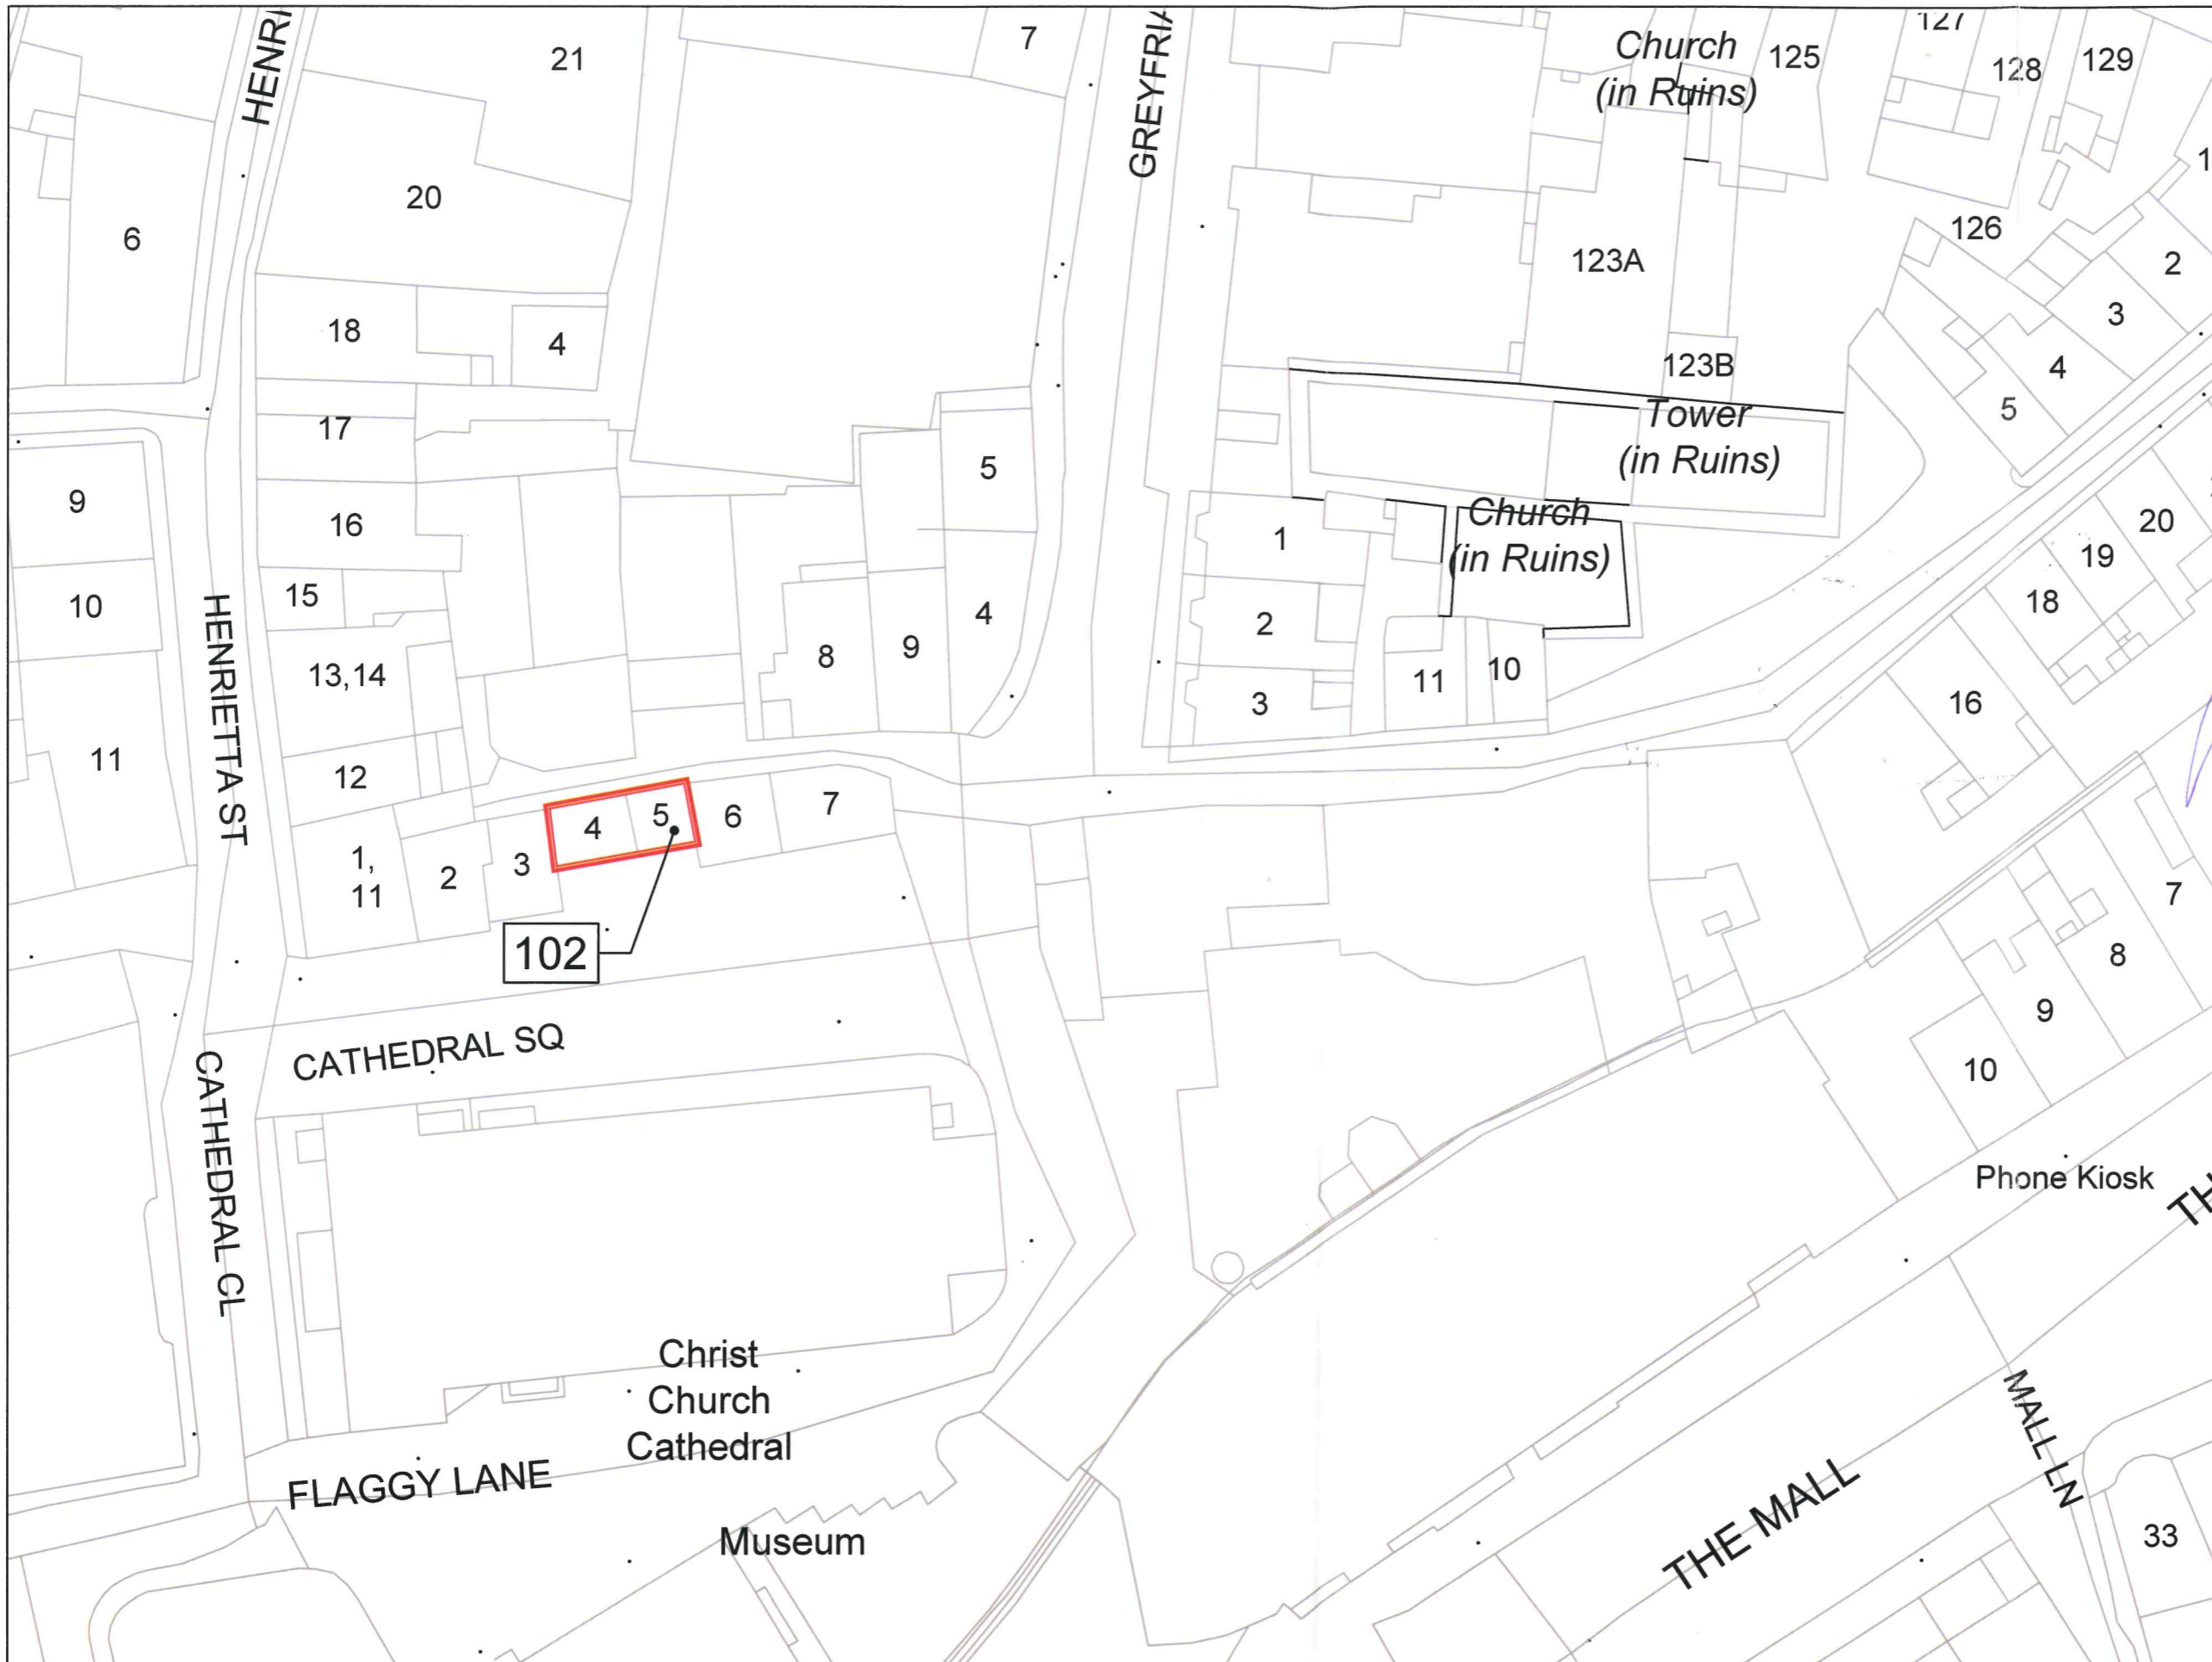 HENRI
21
7
GREYFRIA
Church
(in Ruins)
125
127
128
129
20
6
126
123A
2
18
4
3
123B
4
17
Tower
(in Ruins)
5
5
9
16
1
Church
(in Ruins)
20
19
15
10
18
4
2
HENRIETTA ST
8
9
13,14
11
10
3
16
11
12
4
5
6
7
1,
11
2
3
102
7
8
9
10
CATHEDRAL SQ
CATHEDRAL CL
Phone Kiosk
TH
Christ
Church
Cathedral
FLAGGY LANE
Museum
MALL LN
THE MALL
33